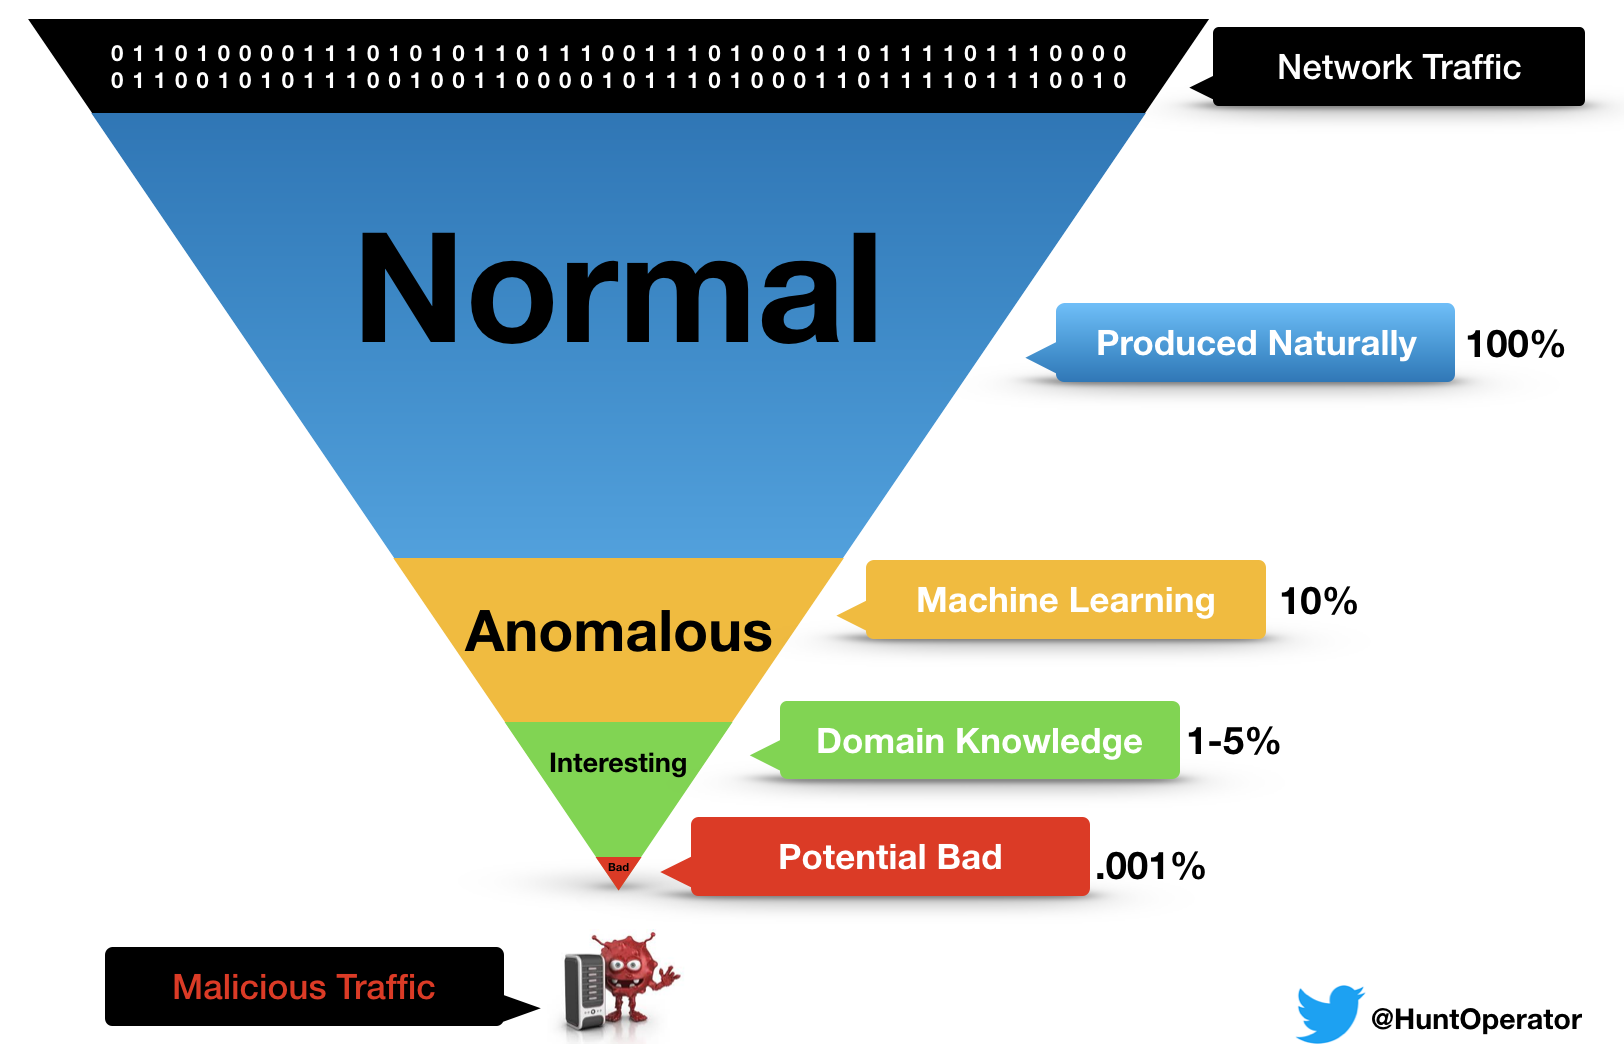 0 1 1 0 1 0 0 0 0 1 1 1 0 1 0 1 0 1 1 0 1 1 1 0 0 1 1 1 0 1 0 0 0 1 1 0 1 1 1 1 0 1 1 1 0 0 0 0
0 1 1 0 0 1 0 1 0 1 1 1 0 0 1 0 0 1 1 0 0 0 0 1 0 1 1 1 0 1 0 0 0 1 1 0 1 1 1 1 0 1 1 1 0 0 1 0
Network Traffic
Normal
Produced Naturally 100%
Anomalous
Machine Learning 10%
Interesting
Domain Knowledge 1-5%
Bad
Potential Bad .001%
Malicious Traffic
@HuntOperator